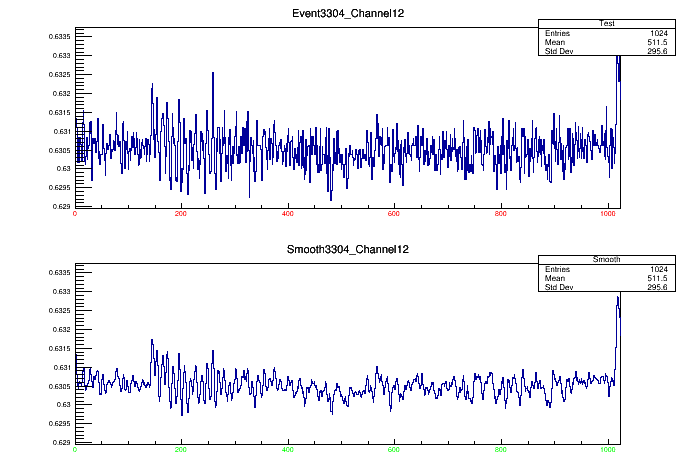 Event3304_Channel12
Test
Entries 1024
Mean 511.5
Std Dev 295.6
0.6335
0.633
0.6325
0.632
0.6315
0.631
0.6305
0.63
0.6295
0.629
0 200 400 600 800 1000
Smooth3304_Channel12
Smooth
Entries 1024
Mean 511.5
Std Dev 295.6
0.6335
0.633
0.6325
0.632
0.6315
0.631
0.6305
0.63
0.6295
0.629
0 200 400 600 800 1000